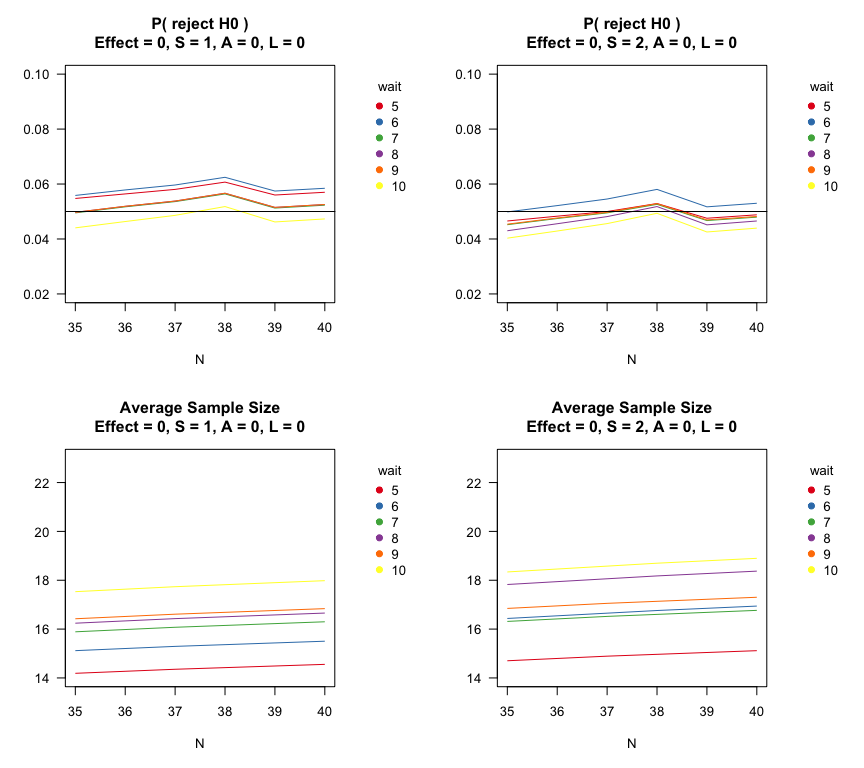 P( reject H0 )
Effect = 0, S = 1, A = 0, L = 0
0.10
0.08
0.06
0.04
0.02
35 36 37 38 39 40
N
wait
5
6
7
8
9
10
P( reject H0 )
Effect = 0, S = 2, A = 0, L = 0
0.10
0.08
0.06
0.04
0.02
35 36 37 38 39 40
N
wait
5
6
7
8
9
10
Average Sample Size
Effect = 0, S = 1, A = 0, L = 0
22
20
18
16
14
35 36 37 38 39 40
N
wait
5
6
7
8
9
10
Average Sample Size
Effect = 0, S = 2, A = 0, L = 0
22
20
18
16
14
35 36 37 38 39 40
N
wait
5
6
7
8
9
10